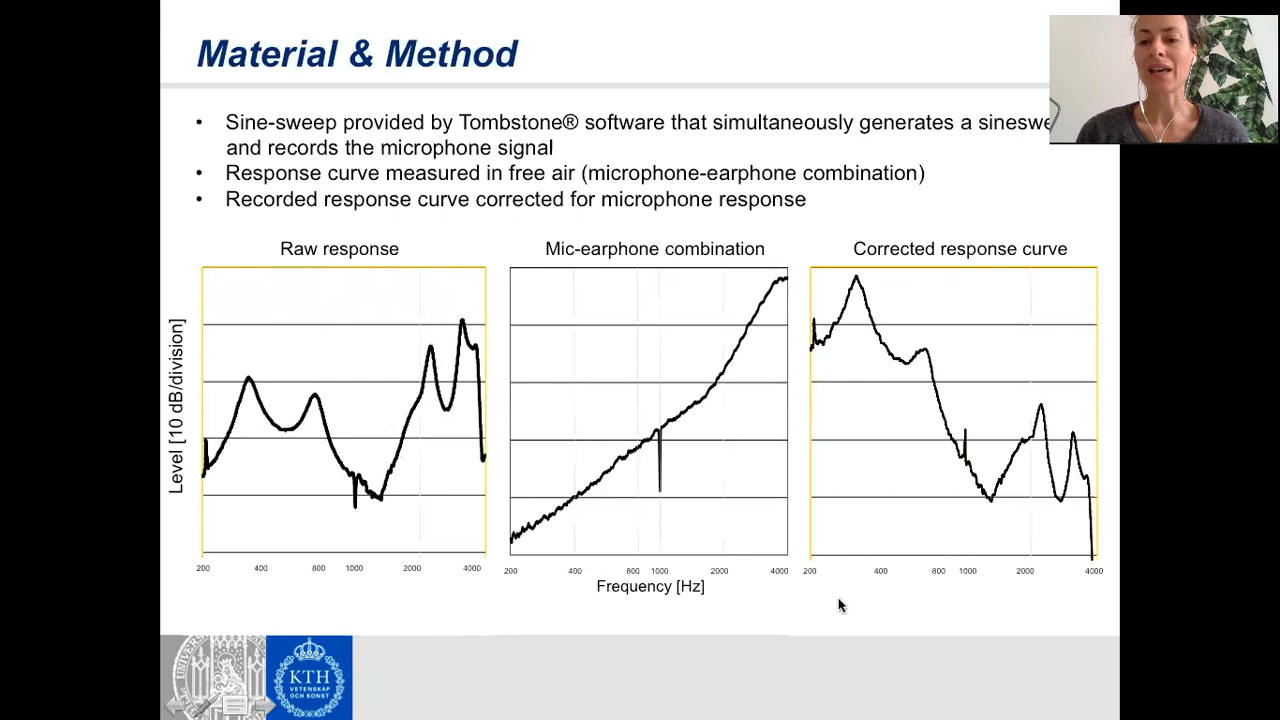 Material & Method
• Sine-sweep provided by Tombstone® software that simultaneously generates a sineswe
and records the microphone signal
• Response curve measured in free air (microphone-earphone combination)
• Recorded response curve corrected for microphone response
Raw response
Mic-earphone combination
Corrected response curve
Level [10 dB/division]
200 400 800 1000 2000 4000
200 400 800 1000 2000 4000
200 400 800 1000 2000 4000
Frequency [Hz]
KTH
VETENSKAP
OCH KONST